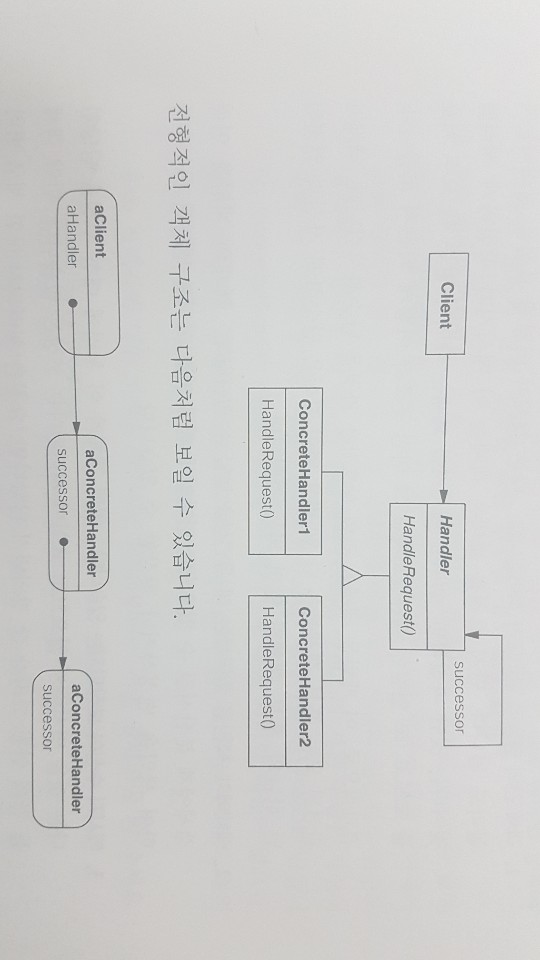 Client
Handler
successor
HandleRequest()
ConcreteHandler1
ConcreteHandler2
HandleRequest()
HandleRequest()
전형적인 객체 구조는 다음처럼 보일 수 있습니다.
aClient
aHandler
aConcreteHandler
successor
aConcreteHandler
successor